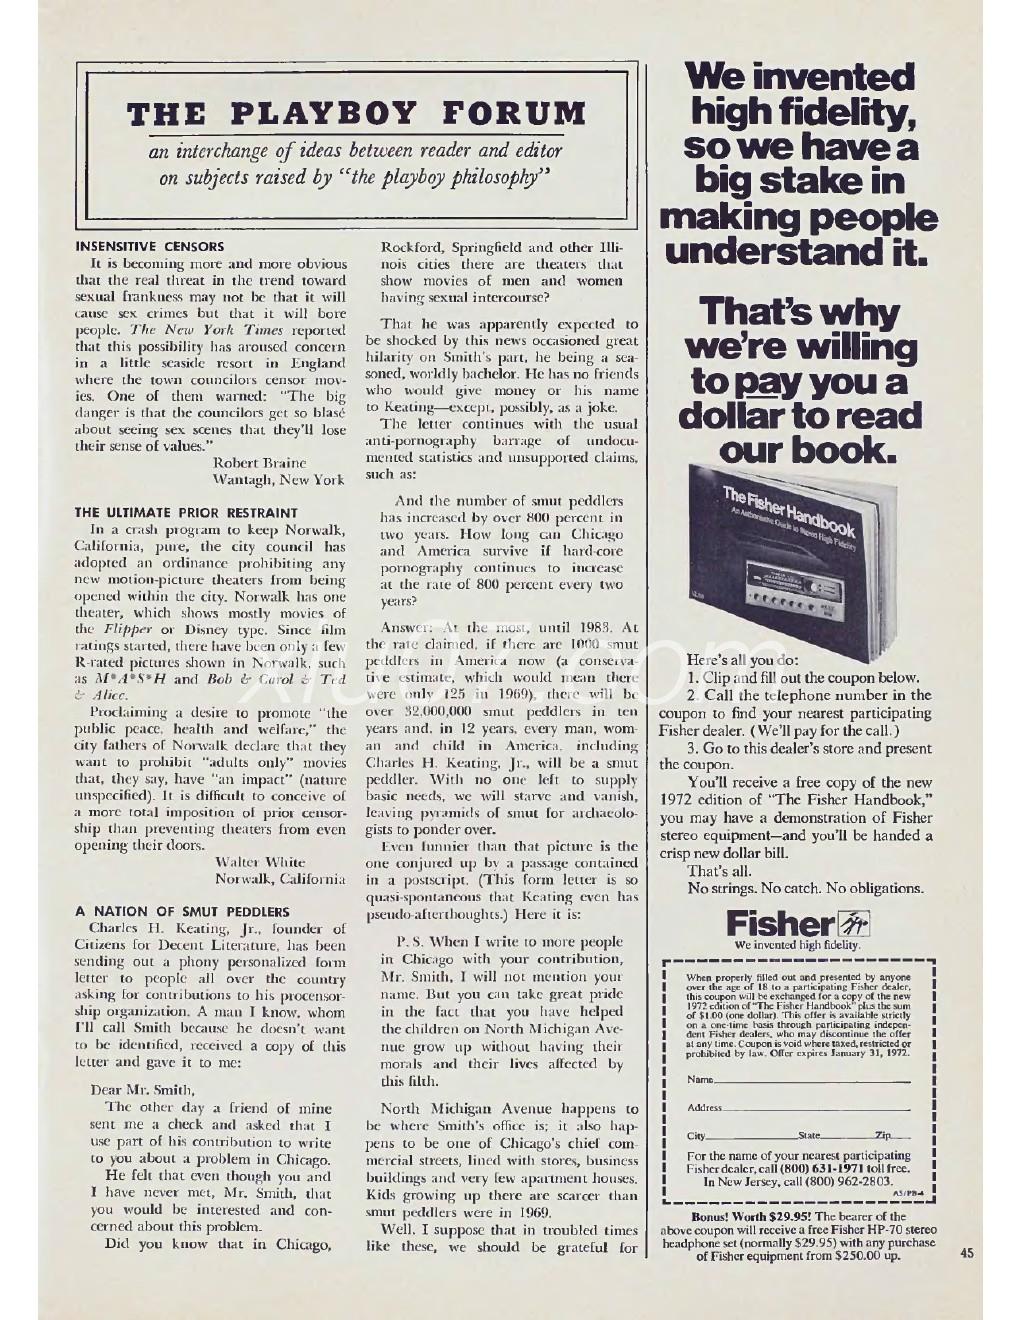 THE PLAYBOY FORUM
an interchange of ideas between reader and editor
on subjects raised by "the playboy philosophy"
INSENSITIVE CENSORS
It is becoming more and more obvious
that the real threat in the trend toward
sexual frankness may not be that it will
cause sex crimes but that it will bore
people. The New York Times reported
that this possibility has aroused concern
in a little seaside resort in England
where the town councilors censor mov-
ies. One of them warned: "The big
danger is that the councilors get so blasé
about seeing sex scenes that they'll lose
their sense of values."
Robert Braine
Wantagh, New York
THE ULTIMATE PRIOR RESTRAINT
In a crash program to keep Norwalk,
California, pure, the city council has
adopted an ordinance prohibiting any
new motion-picture theaters from being
opened within the city. Norwalk has one
theater, which shows mostly movies of
the Flipper or Disney type. Since film
ratings started, there have been only a few
R-rated pictures shown in Norwalk, such
as M*A*S*H and Bob & Carol & Ted
& Alice.
Proclaiming a desire to promote "the
public peace, health and welfare," the
city fathers of Norwalk declare that they
want to prohibit "adults only" movies
that, they say, have "an impact" (nature
unspecified). It is difficult to conceive of
a more total imposition of prior censor-
ship than preventing theaters from even
opening their doors.
Walter White
Norwalk, California
A NATION OF SMUT PEDDLERS
Charles H. Keating, Jr., founder of
Citizens for Decent Literature, has been
sending out a phony personalized form
letter to people all over the country
asking for contributions to his procensor-
ship organization. A man I know, whom
I'll call Smith because he doesn't want
to be identified, received a copy of this
letter and gave it to me:
Dear Mr. Smith,
The other day a friend of mine
sent me a check and asked that I
use part of his contribution to write
to you about a problem in Chicago.
He felt that even though you and
I have never met, Mr. Smith, that
you would be interested and con-
cerned about this problem.
Did you know that in Chicago,
Rockford, Springfield and other Illi-
nois cities there are theaters that
show movies of men and women
having sexual intercourse?
That he was apparently expected to
be shocked by this news occasioned great
hilarity on Smith's part, he being a sea-
soned, worldly bachelor. He has no friends
who would give money or his name
to Keating—except, possibly, as a joke.
The letter continues with the usual
anti-pornography barrage of undocu-
mented statistics and unsupported claims,
such as:
And the number of smut peddlers
has increased by over 800 percent in
two years. How long can Chicago
and America survive if hard-core
pornography continues to increase
at the rate of 800 percent every two
years?
Answer: At the most, until 1983. At
the rate claimed, if there are 1000 smut
peddlers in America now (a conserva-
tive estimate, which would mean there
were only 125 in 1969), there will be
over 32,000,000 smut peddlers in ten
years and, in 12 years, every man, wom-
an and child in America, including
Charles H. Keating, Jr., will be a smut
peddler. With no one left to supply
basic needs, we will starve and vanish,
leaving pyramids of smut for archaeolo-
gists to ponder over.
Even funnier than that picture is the
one conjured up by a passage contained
in a postscript. (This form letter is so
quasi-spontaneous that Keating even has
pseudo-afterthoughts.) Here it is:
P. S. When I write to more people
in Chicago with your contribution,
Mr. Smith, I will not mention your
name. But you can take great pride
in the fact that you have helped
the children on North Michigan Ave-
nue grow up without having their
morals and their lives affected by
this filth.
North Michigan Avenue happens to
be where Smith's office is; it also hap-
pens to be one of Chicago's chief com-
mercial streets, lined with stores, business
buildings and very few apartment houses.
Kids growing up there are scarcer than
smut peddlers were in 1969.
Well, I suppose that in troubled times
like these, we should be grateful for
We invented
high fidelity,
so we have a
big stake in
making people
understand it.
That's why
we're willing
to pay you a
dollar to read
our book.
The Fisher Handbook
An Authoritative Guide to Stereo High Fidelity
Here's all you do:
1. Clip and fill out the coupon below.
2. Call the telephone number in the
coupon to find your nearest participating
Fisher dealer. (We'll pay for the call.)
3. Go to this dealer's store and present
the coupon.
You'll receive a free copy of the new
1972 edition of "The Fisher Handbook,"
you may have a demonstration of Fisher
stereo equipment—and you'll be handed a
crisp new dollar bill.
That's all.
No strings. No catch. No obligations.
Fisher
We invented high fidelity.
When properly filled out and presented by anyone
over the age of 18 to a participating Fisher dealer,
this coupon will be exchanged for a copy of the new
1972 edition of "The Fisher Handbook" plus the sum
of $1.00 (one dollar). This offer is available strictly
on a one-time basis through participating indepen-
dent Fisher dealers, who may discontinue the offer
at any time. Coupon is void where taxed, restricted or
prohibited by law. Offer expires January 31, 1972.
Name
Address
City State Zip
For the name of your nearest participating
Fisher dealer, call (800) 631-1971 toll free.
In New Jersey, call (800) 962-2803.
A5/PB-4
Bonus! Worth $29.95! The bearer of the
above coupon will receive a free Fisher HP-70 stereo
headphone set (normally $29.95) with any purchase
of Fisher equipment from $250.00 up.
45